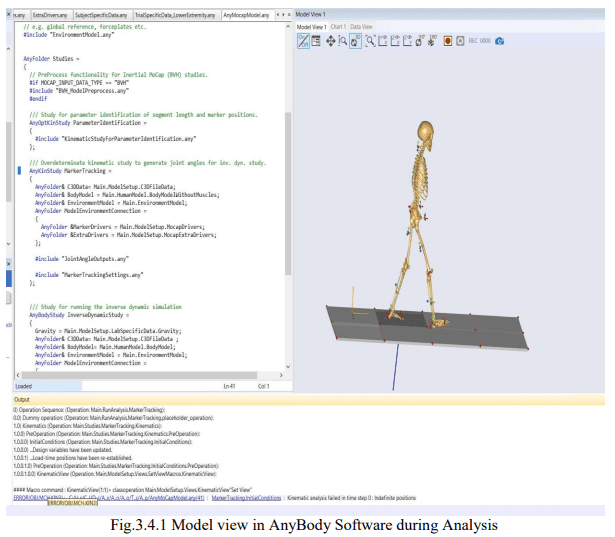 s.any ExtraDrivers.any SubjectSpecificData.any TrialSpecificData_LowerExtremity.any AnyMocapModel.any
Model View 1
Model View 1 Chart 1 Data View
On
Off
REC 0000
// e.g. global reference, forceplates etc.
#include "EnvironmentModel.any"
AnyFolder Studies =
{
// PreProcess functionality for Inertial MoCap (BVH) studies.
#if MOCAP_INPUT_DATA_TYPE == "BVH"
#include "BVH_ModelPreprocess.any"
#endif
/// Study for parameter identification of segment length and marker positions.
AnyOptKinStudy ParameterIdentification =
{
#include "KinematicStudyForParameterIdentification.any"
};
/// Overdeterminate kinematic study to generate joint angles for inv. dyn. study.
AnyKinStudy MarkerTracking =
{
AnyFolder& C3DData= Main.ModelSetup.C3DFileData;
AnyFolder& BodyModel = Main.HumanModel.BodyModelWithoutMuscles;
AnyFolder& EnvironmentModel = Main.EnvironmentModel;
AnyFolder ModelEnvironmentConnection =
{
AnyFolder &MarkerDrivers = Main.ModelSetup.MocapDrivers;
AnyFolder &ExtraDrivers = Main.ModelSetup.MocapExtraDrivers;
};
#include "JointAngleOutputs.any"
#include "MarkerTrackingSettings.any"
};
/// Study for running the inverse dynamic simulation
AnyBodyStudy InverseDynamicStudy =
{
Gravity = Main.ModelSetup.LabSpecificData.Gravity;
AnyFolder& C3DData= Main.ModelSetup.C3DFileData ;
AnyFolder& BodyModel= Main.HumanModel.BodyModel;
AnyFolder& EnvironmentModel = Main.EnvironmentModel;
AnyFolder ModelEnvironmentConnection =
{
Loaded Ln 41 Col 1
Output
0) Operation Sequence: (Operation: Main.RunAnalysis.MarkerTracking):
0.0) Dummy operation: (Operation: Main.RunAnalysis.MarkerTracking.placeholder_operation):
1.0) Kinematics (Operation: Main.Studies.MarkerTracking.Kinematics):
1.0.0) PreOperation (Operation: Main.Studies.MarkerTracking.Kinematics.PreOperation):
1.0.0.0) InitialConditions (Operation: Main.Studies.MarkerTracking.InitialConditions):
1.0.0.0) ...Design variables have been updated.
1.0.0.1) ...Load-time positions have been re-established.
1.0.0.1.0) PreOperation (Operation: Main.Studies.MarkerTracking.InitialConditions.PreOperation):
1.0.0.1.0.0) KinematicView (Operation: Main.ModelSetup.Views.SetViewMacros.KinematicView):
#### Macro command : KinematicView(1:1)> classoperation Main.ModelSetup.Views.KinematicView"Set View"
AnyMocapModel.any(41) : MarkerTracking.InitialConditions : Kinematic analysis failed in time step 0 : Indefinite positions
Fig.3.4.1 Model view in AnyBody Software during Analysis